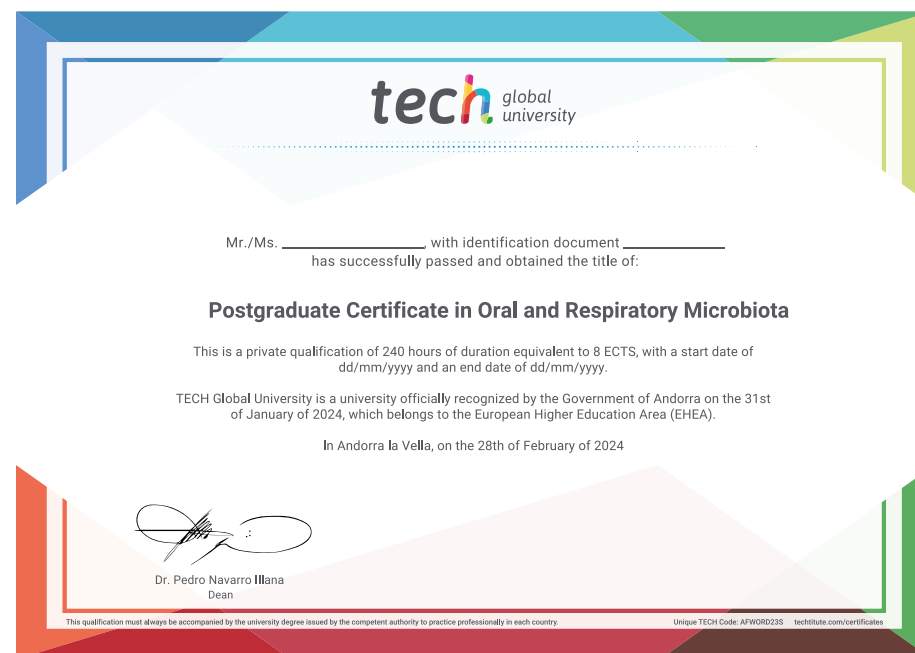 tech global
university
Mr./Ms. ____________, with identification document ____________
has successfully passed and obtained the title of:
Postgraduate Certificate in Oral and Respiratory Microbiota
This is a private qualification of 240 hours of duration equivalent to 8 ECTS, with a start date of
dd/mm/yyyy and an end date of dd/mm/yyyy.
TECH Global University is a university officially recognized by the Government of Andorra on the 31st
of January of 2024, which belongs to the European Higher Education Area (EHEA).
In Andorra la Vella, on the 28th of February of 2024
Dr. Pedro Navarro Illana
Dean
This qualification must always be accompanied by the university degree issued by the competent authority to practice professionally in each country. Unique TECH Code: AFWORD23S techtitute.com/certificates